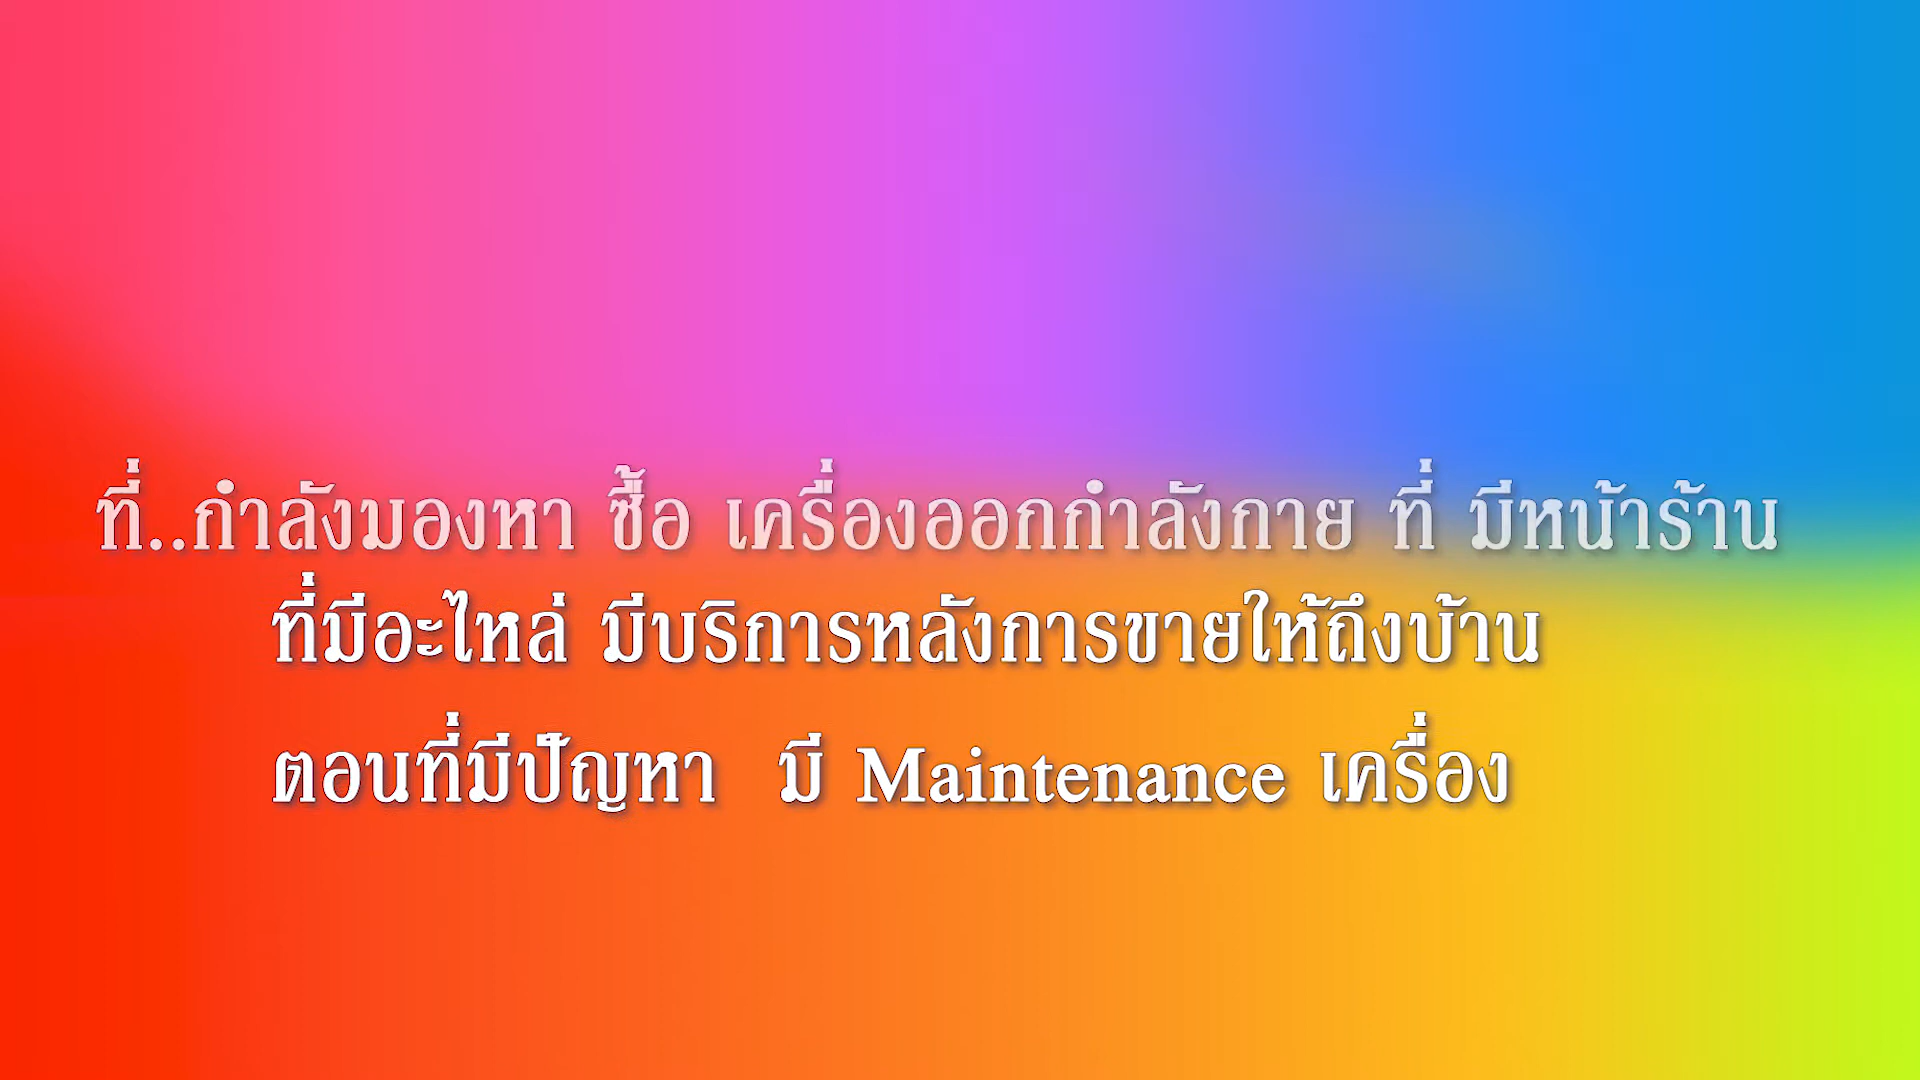 ที่..กำลังมองหา ซื้อ เครื่องออกกำลังกาย ที่ มีหน้าร้าน
ที่มีอะไหล่ มีบริการหลังการขายให้ถึงบ้าน
ตอนที่มีปัญหา มี Maintenance เครื่อง